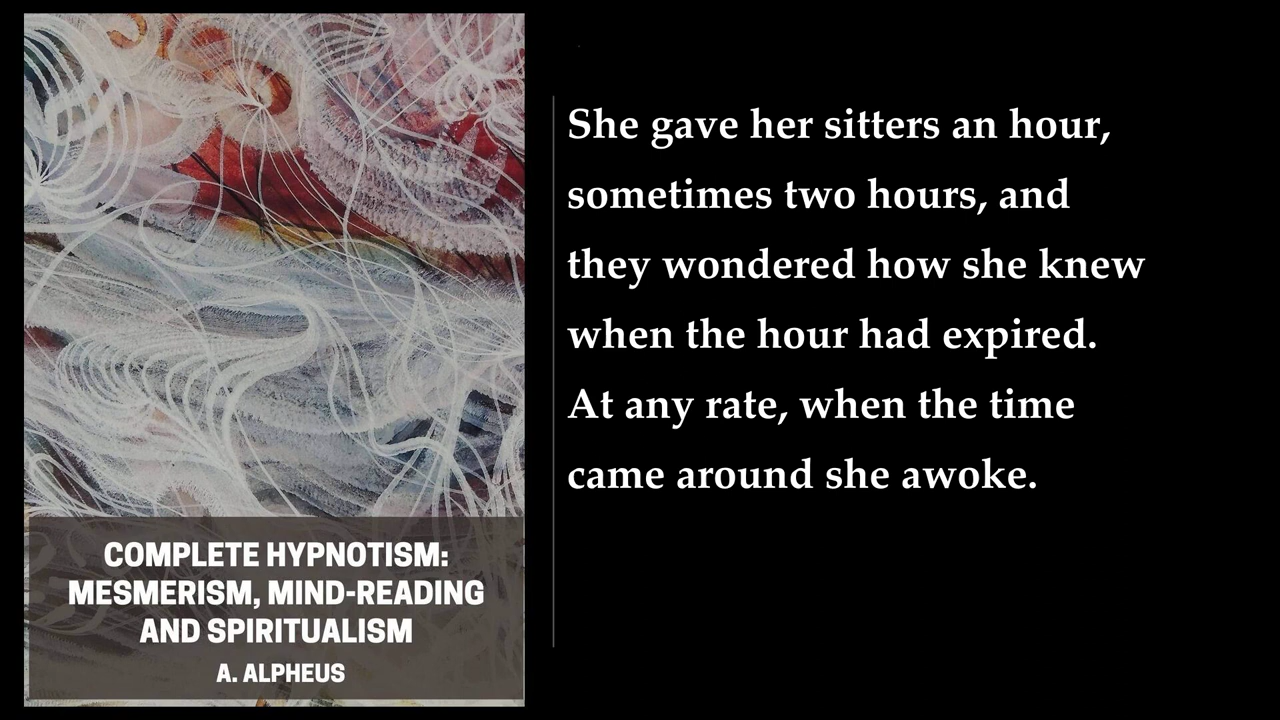 She gave her sitters an hour,
sometimes two hours, and
they wondered how she knew
when the hour had expired.
At any rate, when the time
came around she awoke.
COMPLETE HYPNOTISM:
MESMERISM, MIND-READING
AND SPIRITUALISM
A. ALPHEUS